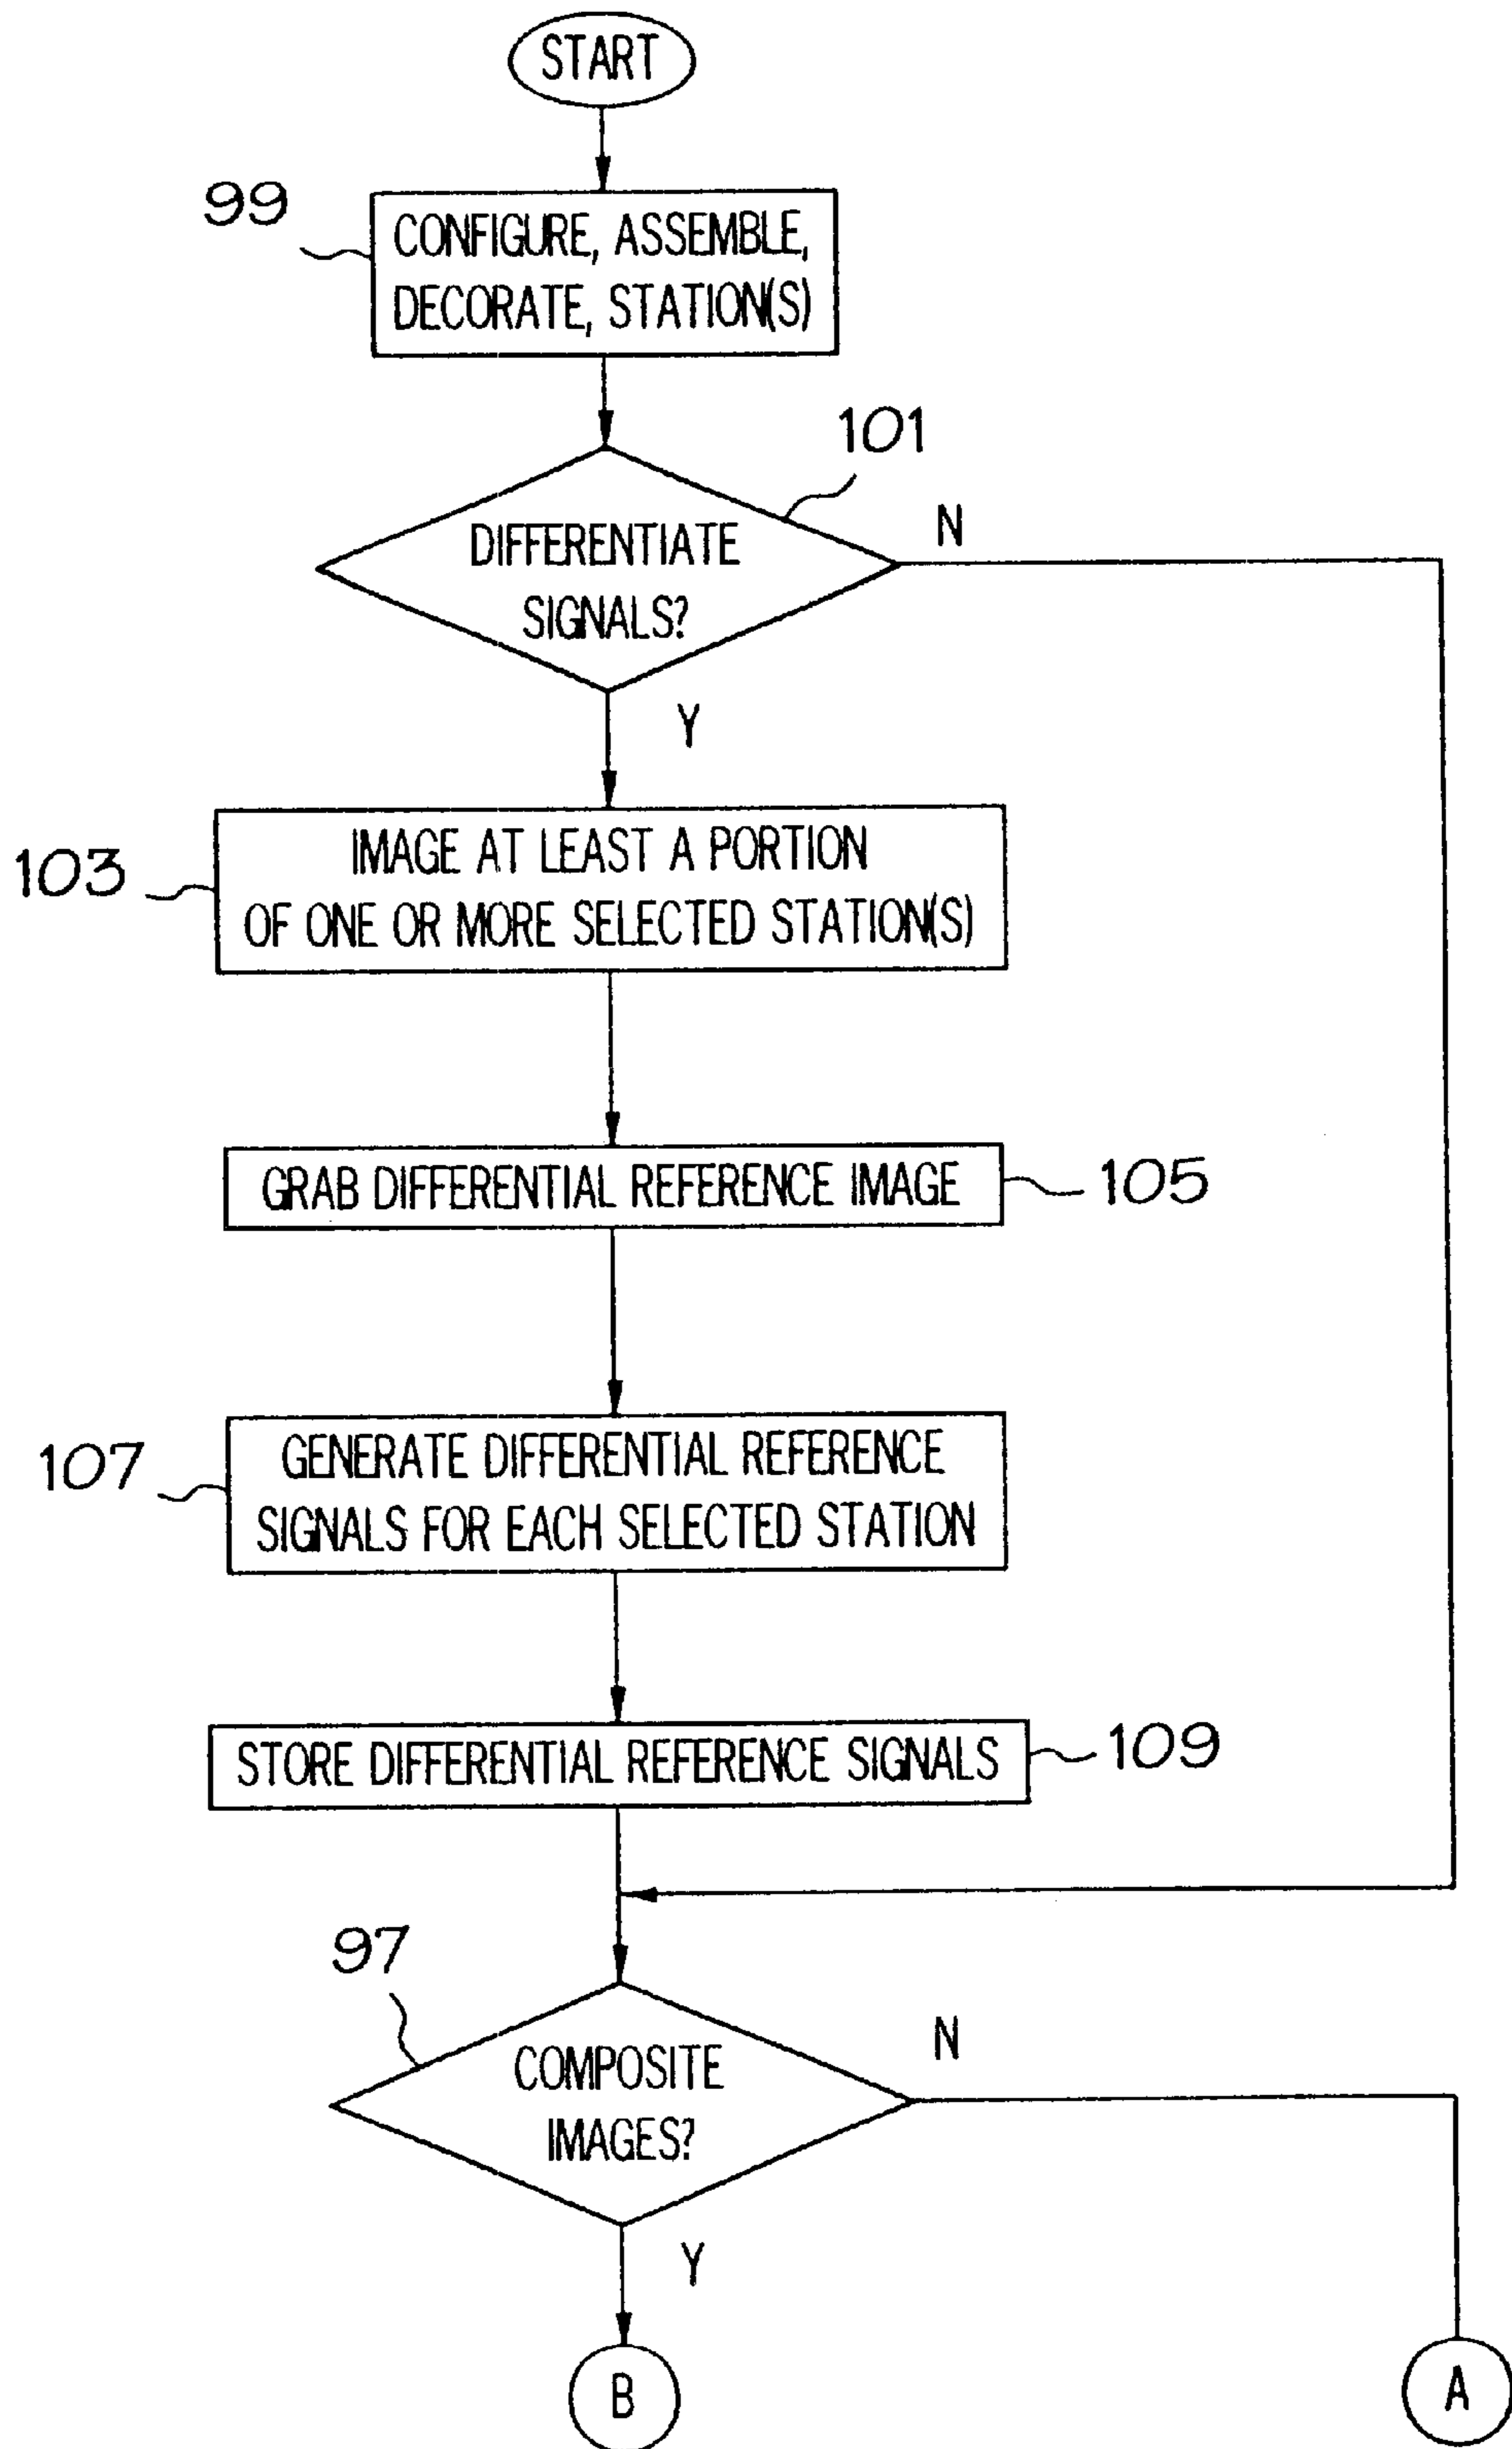 START
99
CONFIGURE, ASSEMBLE,
DECORATE, STATION(S)
101
DIFFERENTIATE
SIGNALS?
N
Y
103
IMAGE AT LEAST A PORTION
OF ONE OR MORE SELECTED STATION(S)
GRAB DIFFERENTIAL REFERENCE IMAGE
105
107
GENERATE DIFFERENTIAL REFERENCE
SIGNALS FOR EACH SELECTED STATION
STORE DIFFERENTIAL REFERENCE SIGNALS
109
97
COMPOSITE
IMAGES?
N
Y
B
A